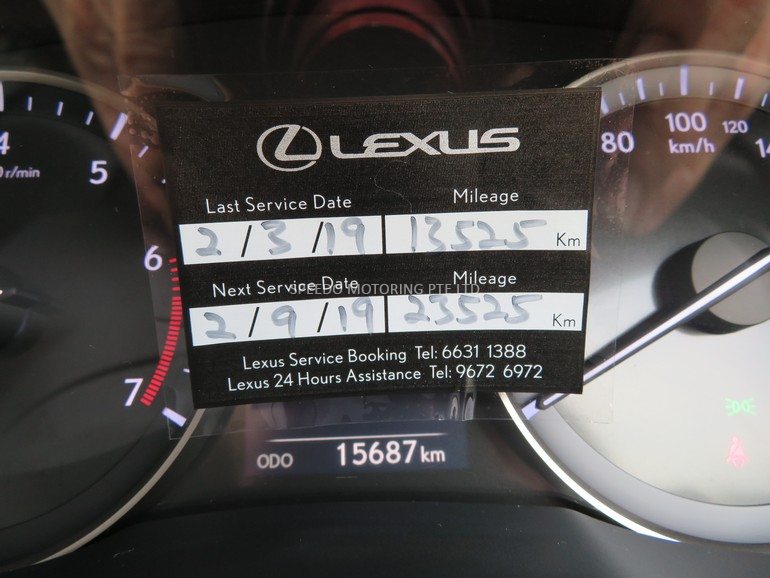 4
5
r/min
6
7
LEXUS
Last Service Date Mileage
2/3/19 13525 Km
Next Service Date Mileage
SPEEDO MOTORING PTE LTD
2/9/19 23525 Km
Lexus Service Booking Tel: 6631 1388
Lexus 24 Hours Assistance Tel: 9672 6972
80
100
120
km/h
ODO 15687 km